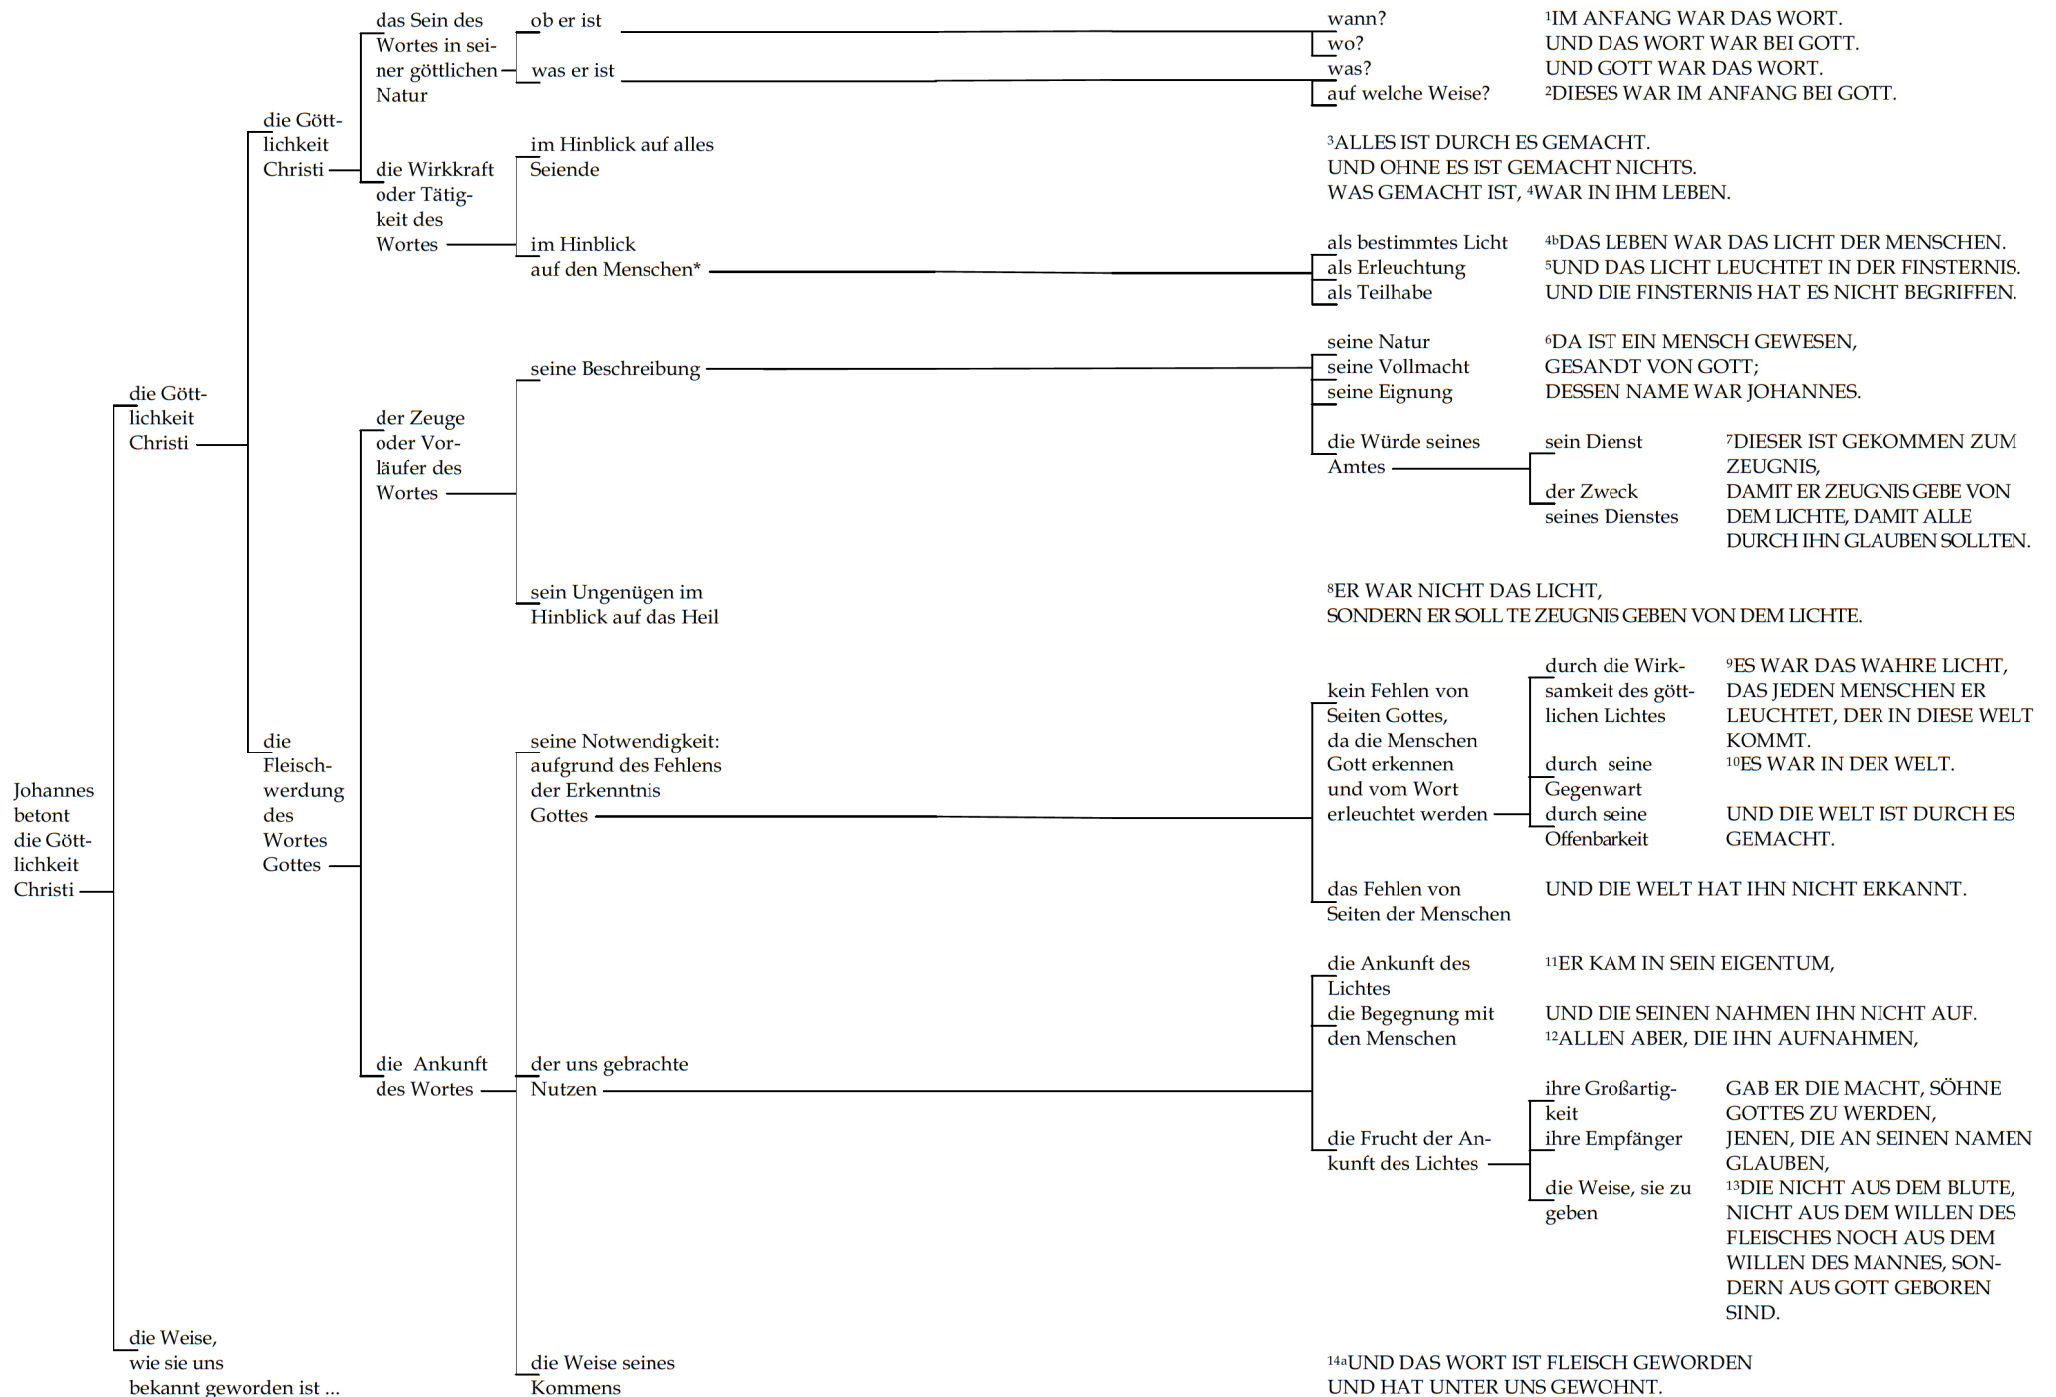 Johannes
betont
die Gött-
lichkeit
Christi
die Gött-
lichkeit
Christi
die Gött-
lichkeit
Christi
das Sein des
Wortes in sei-
ner göttlichen
Natur
ob er ist
wann?
¹IM ANFANG WAR DAS WORT.
wo?
UND DAS WORT WAR BEI GOTT.
was er ist
was?
UND GOTT WAR DAS WORT.
auf welche Weise?
²DIESES WAR IM ANFANG BEI GOTT.
die Wirkkraft
oder Tätig-
keit des
Wortes
im Hinblick auf alles
Seiende
³ALLES IST DURCH ES GEMACHT.
UND OHNE ES IST GEMACHT NICHTS.
WAS GEMACHT IST, ⁴WAR IN IHM LEBEN.
im Hinblick
auf den Menschen*
als bestimmtes Licht
⁴ᵇDAS LEBEN WAR DAS LICHT DER MENSCHEN.
als Erleuchtung
⁵UND DAS LICHT LEUCHTET IN DER FINSTERNIS.
als Teilhabe
UND DIE FINSTERNIS HAT ES NICHT BEGRIFFEN.
die
Fleisch-
werdung
des
Wortes
Gottes
der Zeuge
oder Vor-
läufer des
Wortes
seine Beschreibung
seine Natur
⁶DA IST EIN MENSCH GEWESEN,
seine Vollmacht
GESANDT VON GOTT;
seine Eignung
DESSEN NAME WAR JOHANNES.
die Würde seines
Amtes
sein Dienst
⁷DIESER IST GEKOMMEN ZUM
ZEUGNIS,
der Zweck
seines Dienstes
DAMIT ER ZEUGNIS GEBE VON
DEM LICHTE, DAMIT ALLE
DURCH IHN GLAUBEN SOLLTEN.
sein Ungenügen im
Hinblick auf das Heil
⁸ER WAR NICHT DAS LICHT,
SONDERN ER SOLL TE ZEUGNIS GEBEN VON DEM LICHTE.
die  Ankunft
des Wortes
seine Notwendigkeit:
aufgrund des Fehlens
der Erkenntnis
Gottes
kein Fehlen von
Seiten Gottes,
da die Menschen
Gott erkennen
und vom Wort
erleuchtet werden
durch die Wirk-
samkeit des gött-
lichen Lichtes
⁹ES WAR DAS WAHRE LICHT,
DAS JEDEN MENSCHEN ER
LEUCHTET, DER IN DIESE WELT
KOMMT.
durch  seine
Gegenwart
¹⁰ES WAR IN DER WELT.
durch seine
Offenbarkeit
UND DIE WELT IST DURCH ES
GEMACHT.
das Fehlen von
Seiten der Menschen
UND DIE WELT HAT IHN NICHT ERKANNT.
der uns gebrachte
Nutzen
die Ankunft des
Lichtes
¹¹ER KAM IN SEIN EIGENTUM,
die Begegnung mit
den Menschen
UND DIE SEINEN NAHMEN IHN NICHT AUF.
¹²ALLEN ABER, DIE IHN AUFNAHMEN,
die Frucht der An-
kunft des Lichtes
ihre Großartig-
keit
GAB ER DIE MACHT, SÖHNE
GOTTES ZU WERDEN,
ihre Empfänger
JENEN, DIE AN SEINEN NAMEN
GLAUBEN,
die Weise, sie zu
geben
¹³DIE NICHT AUS DEM BLUTE,
NICHT AUS DEM WILLEN DES
FLEISCHES NOCH AUS DEM
WILLEN DES MANNES, SON-
DERN AUS GOTT GEBOREN
SIND.
die Weise seines
Kommens
¹⁴ᵃUND DAS WORT IST FLEISCH GEWORDEN
UND HAT UNTER UNS GEWOHNT.
die Weise,
wie sie uns
bekannt geworden ist ...